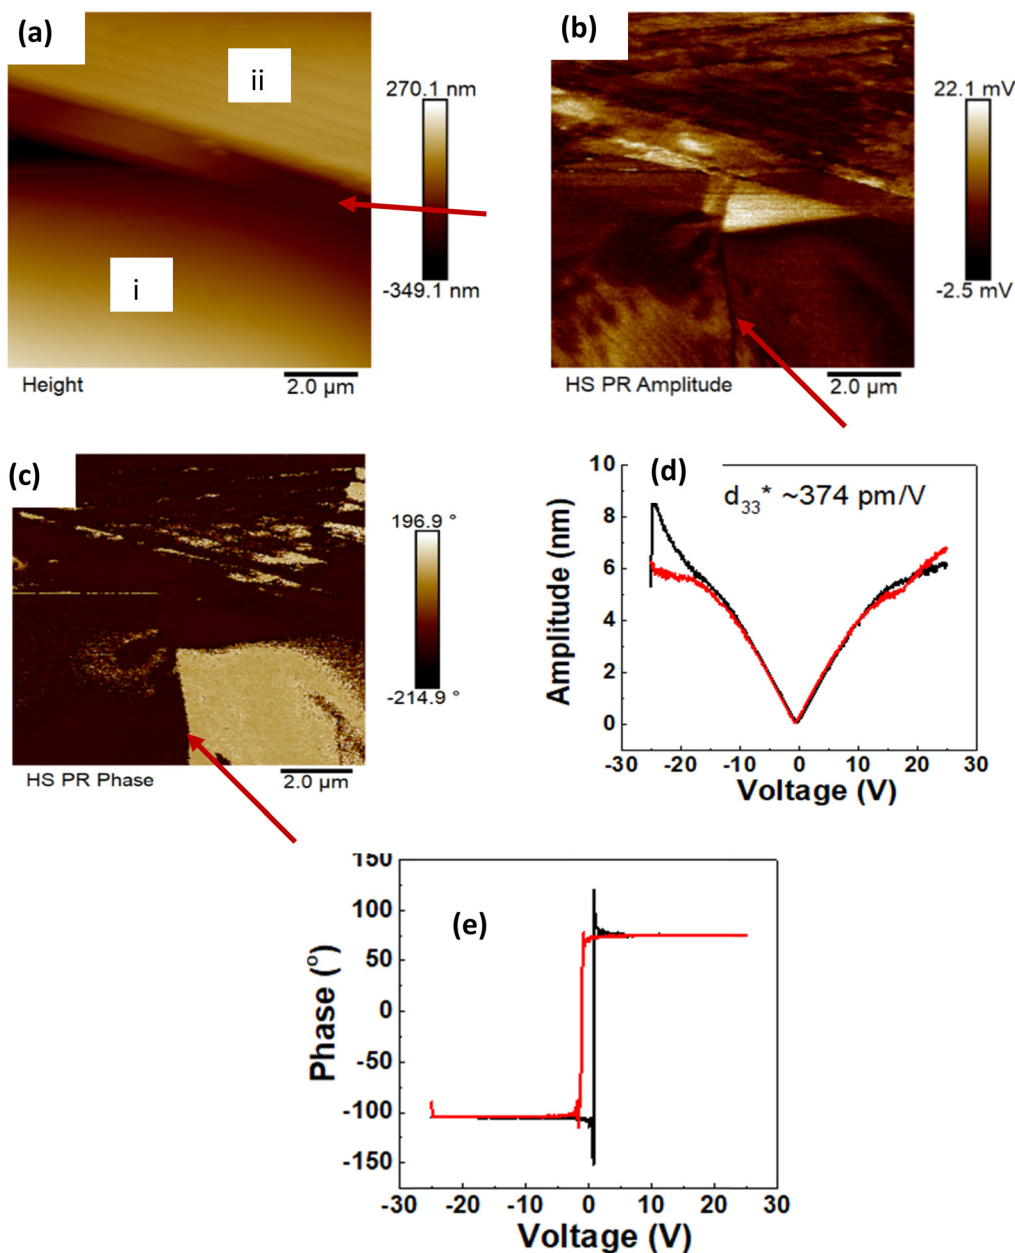 (a)
ii
i
270.1 nm
-349.1 nm
Height
2.0 µm
(b)
22.1 mV
-2.5 mV
HS PR Amplitude
2.0 µm
(c)
196.9 °
-214.9 °
HS PR Phase
2.0 µm
(d)
d33* ~374 pm/V
Amplitude (nm)
10
8
6
4
2
0
-30 -20 -10 0 10 20 30
Voltage (V)
(e)
Phase (°)
150
100
50
0
-50
-100
-150
-30 -20 -10 0 10 20 30
Voltage (V)